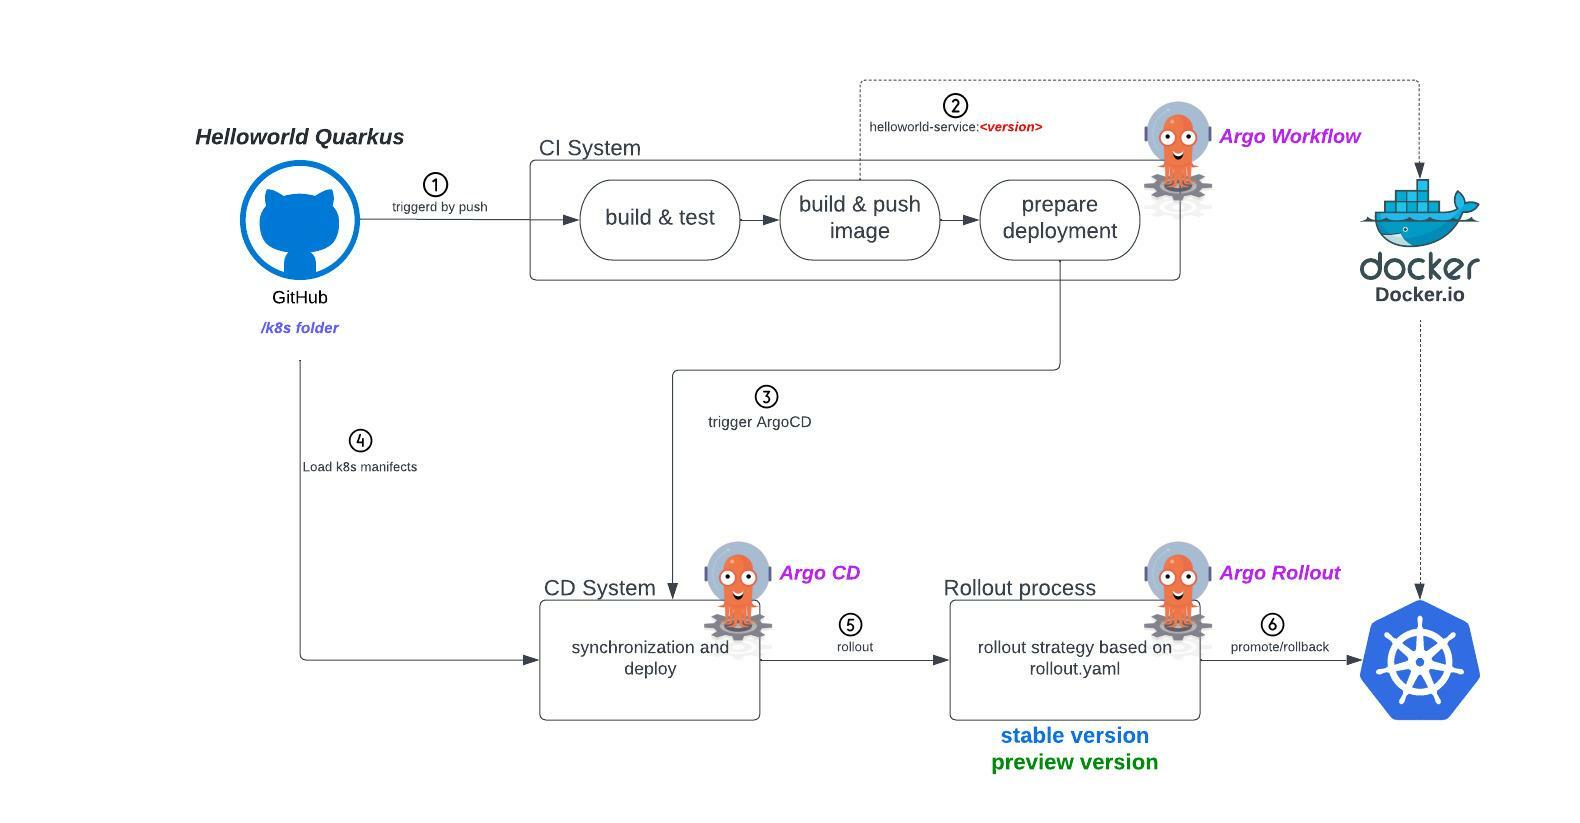 Helloworld Quarkus
GitHub
/k8s folder
1
triggerd by push
CI System
build & test
build & push
image
prepare
deployment
2
helloworld-service:<version>
Argo Workflow
docker
Docker.io
3
trigger ArgoCD
4
Load k8s manifects
CD System
Argo CD
synchronization and
deploy
5
rollout
Rollout process
Argo Rollout
rollout strategy based on
rollout.yaml
stable version
preview version
6
promote/rollback